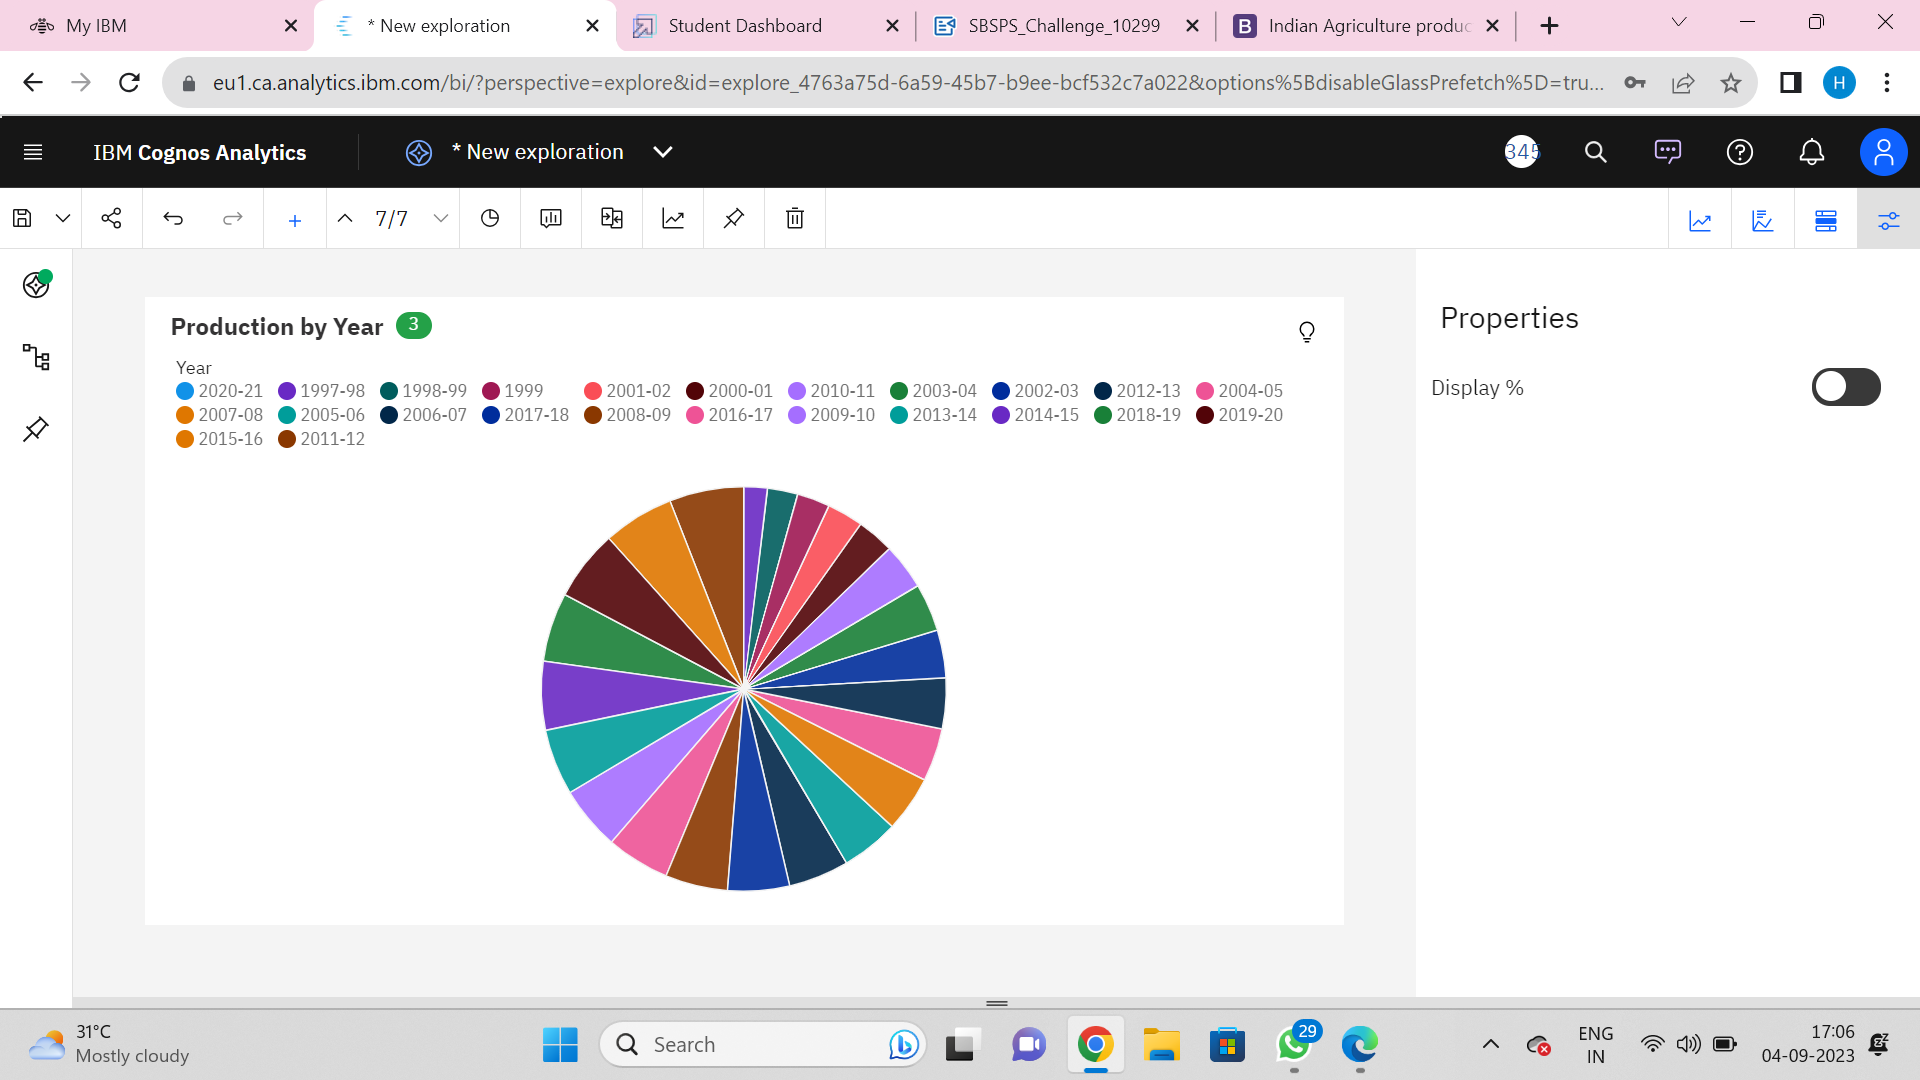 My IBM
* New exploration
Student Dashboard
SBSPS_Challenge_10299
Indian Agriculture produc
eu1.ca.analytics.ibm.com/bi/?perspective=explore&id=explore_4763a75d-6a59-45b7-b9ee-bcf532c7a022&options%5BdisableGlassPrefetch%5D=tru...
H
IBM Cognos Analytics
* New exploration
345
7/7
Production by Year 3
Year
2020-21 1997-98 1998-99 1999 2001-02 2000-01 2010-11 2003-04 2002-03 2012-13 2004-05
2007-08 2005-06 2006-07 2017-18 2008-09 2016-17 2009-10 2013-14 2014-15 2018-19 2019-20
2015-16 2011-12
Properties
Display %
31°C
Mostly cloudy
Search
29
ENG
IN
17:06
04-09-2023